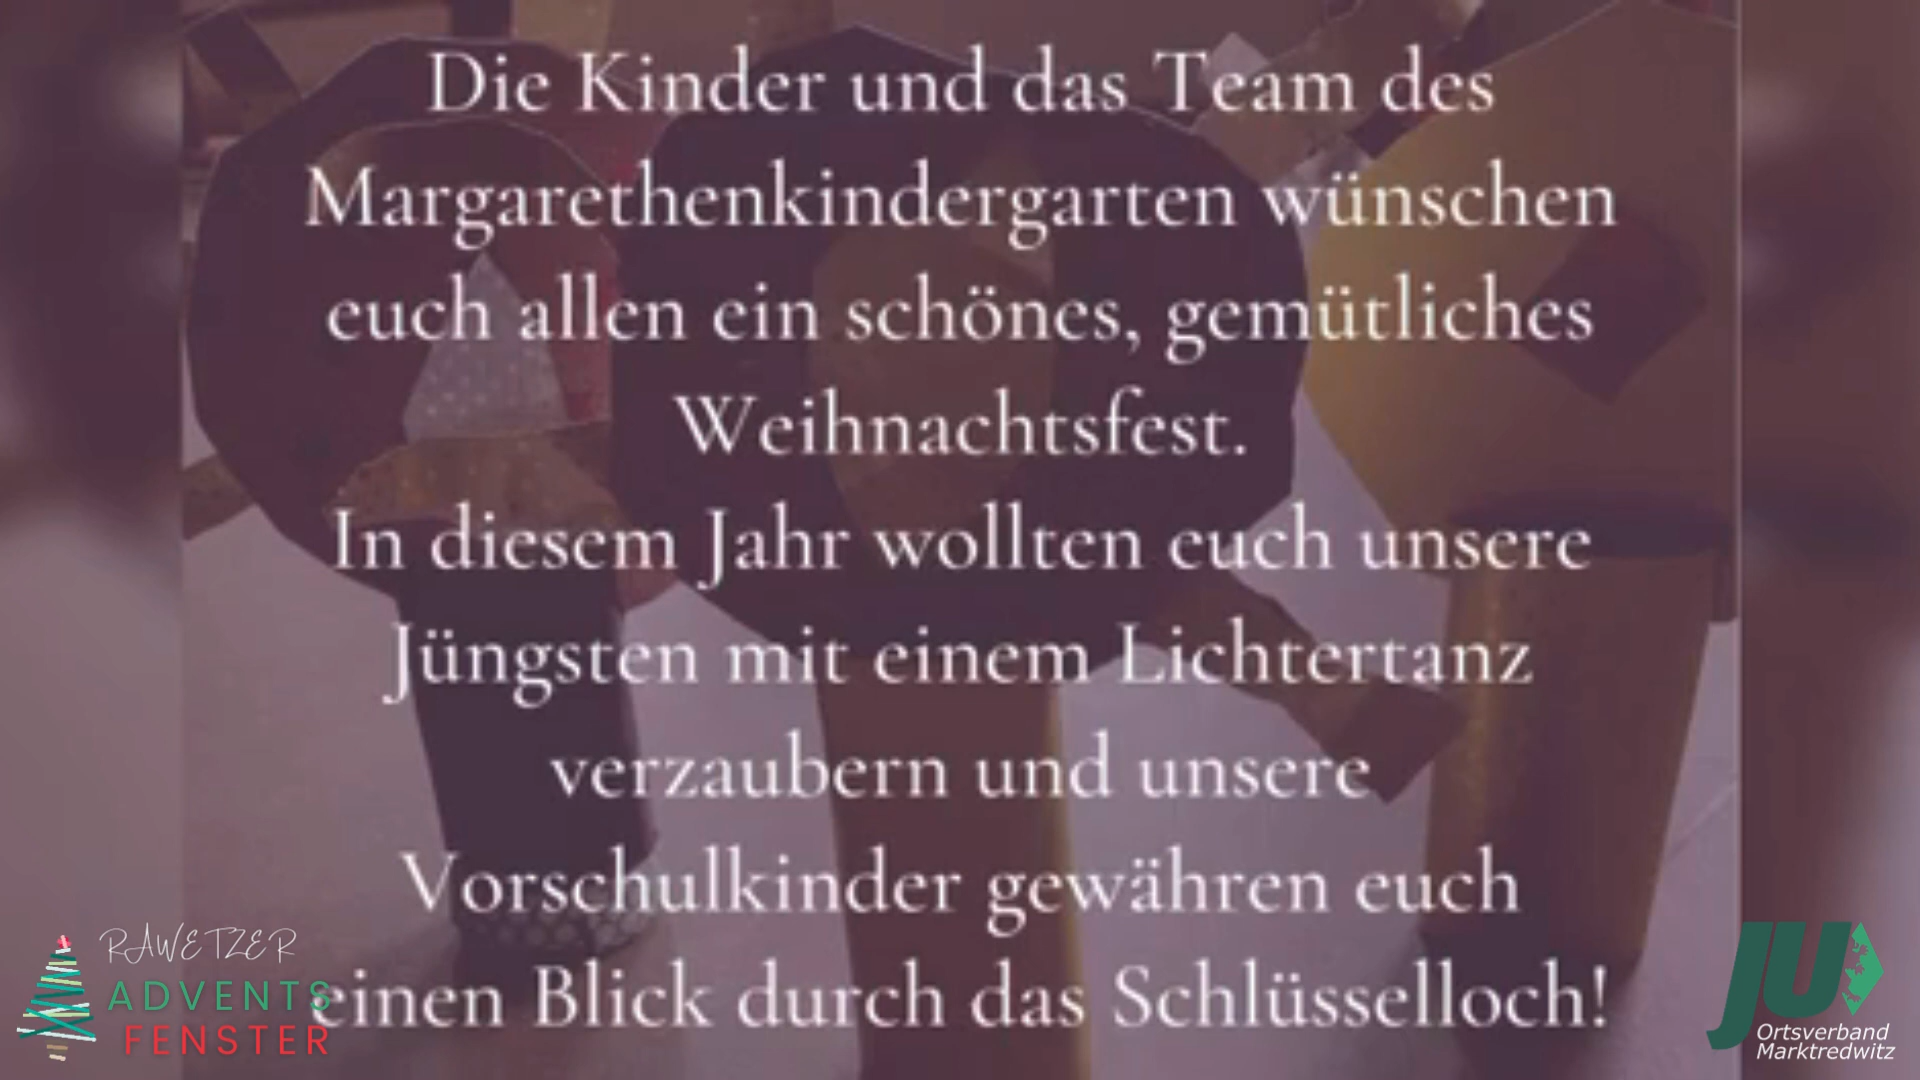 Die Kinder und das Team des
Margarethenkindergarten wünschen
euch allen ein schönes, gemütliches
Weihnachtsfest.
In diesem Jahr wollten euch unsere
Jüngsten mit einem Lichtertanz
verzaubern und unsere
Vorschulkinder gewähren euch
einen Blick durch das Schlüsselloch!
RAWETZER
ADVENTS
FENSTER
JU
Ortsverband
Marktredwitz